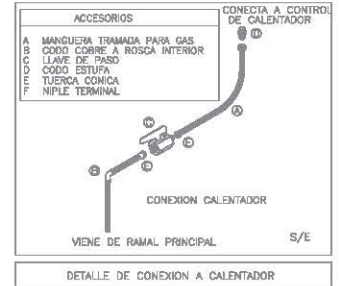 ACCESORIOS
A MANGUERA TRAMADA PARA GAS
B CODO COBRE A ROSCA INTERIOR
C LLAVE DE PASO
D CODO ESTUFA
E TUERCA CONICA
F NIPLE TERMINAL
CONECTA A CONTROL
DE CALENTADOR
A
B
CONEXION CALENTADOR
VIENE DE RAMAL PRINCIPAL
S/E
DETALLE DE CONEXION A CALENTADOR